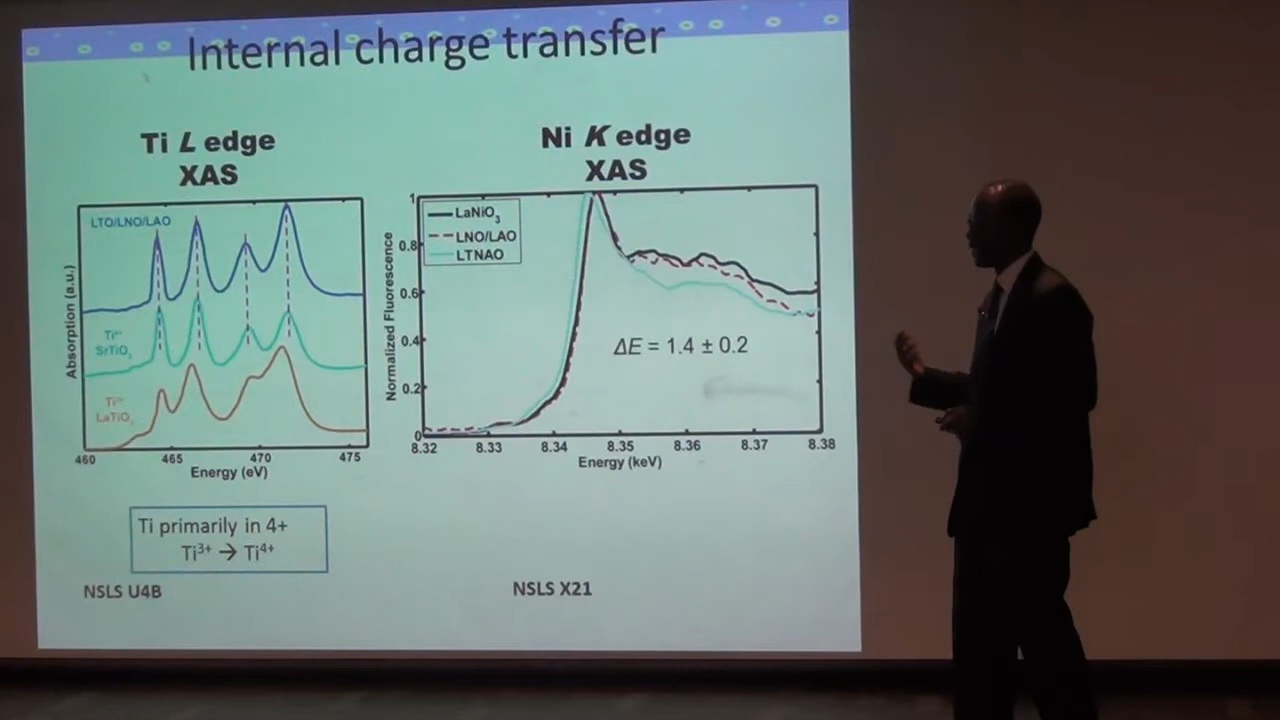 Internal charge transfer
Ti L edge
XAS
LTO/LNO/LAO
SrTiO₃
LaTiO₃
Absorption (a.u.)
460 465 470 475
Energy (eV)
Ti primarily in 4+
Ti³⁺ → Ti⁴⁺
NSLS U4B
Ni K edge
XAS
LaNiO₃
LNO/LAO
LTNAO
Normalized Fluorescence
1
0.8
0.6
0.4
0.2
0
ΔE = 1.4 ± 0.2
8.32 8.33 8.34 8.35 8.36 8.37 8.38
Energy (keV)
NSLS X21